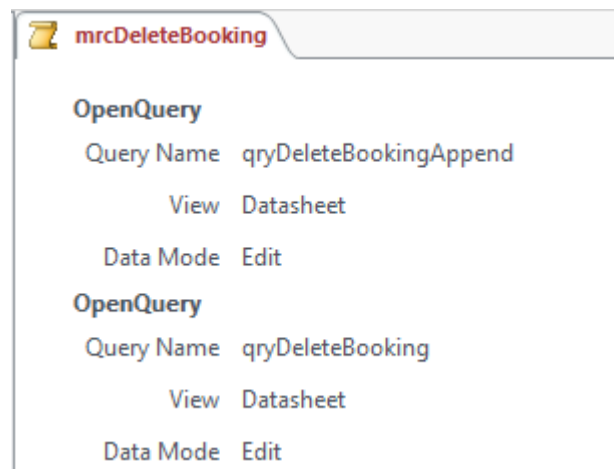 mrcDeleteBooking
OpenQuery
Query Name qryDeleteBookingAppend
View Datasheet
Data Mode Edit
OpenQuery
Query Name qryDeleteBooking
View Datasheet
Data Mode Edit